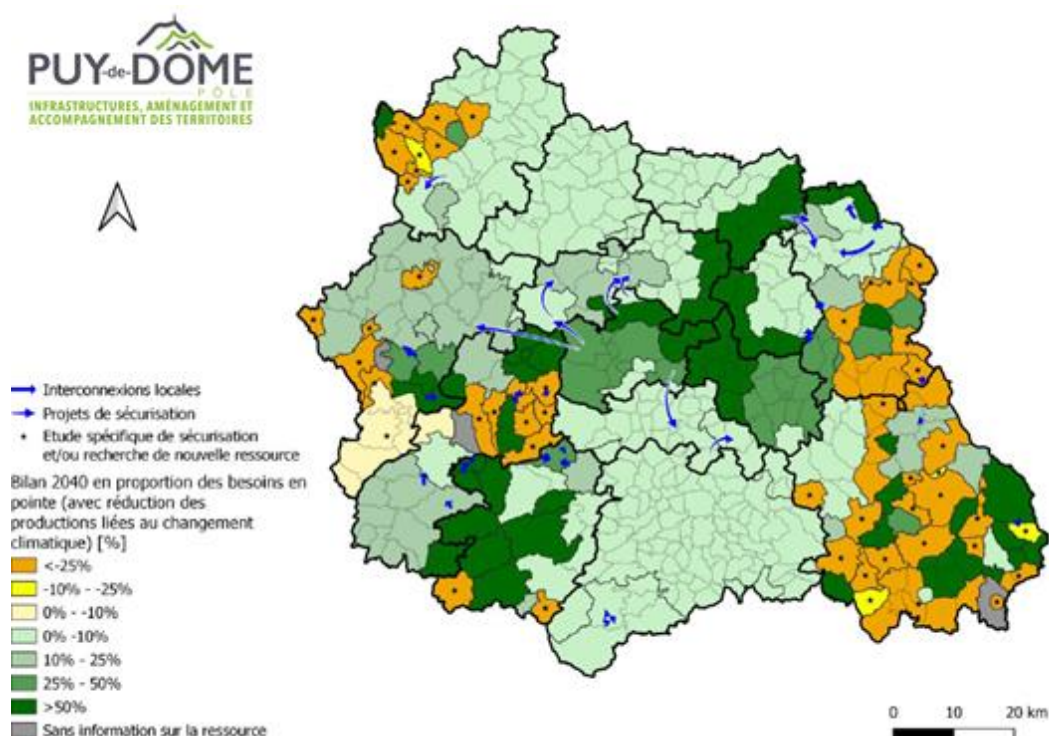 PUY-de-DÔME
PÔLE
INFRASTRUCTURES, AMÉNAGEMENT ET
ACCOMPAGNEMENT DES TERRITOIRES
Interconnexions locales
Projets de sécurisation
Etude spécifique de sécurisation
et/ou recherche de nouvelle ressource
Bilan 2040 en proportion des besoins en
pointe (avec réduction des
productions liées au changement
climatique) [%]
<-25%
-10% - -25%
0% - -10%
0% -10%
10% - 25%
25% - 50%
>50%
Sans information sur la ressource
0 10 20 km